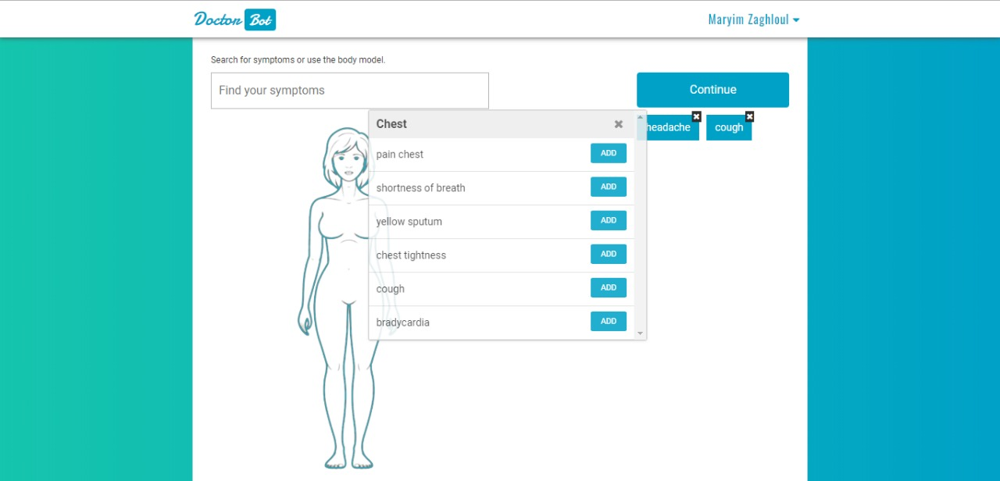 Doctor Bot
Maryim Zaghloul
Search for symptoms or use the body model.
Find your symptoms
Continue
headache
cough
Chest
pain chest ADD
shortness of breath ADD
yellow sputum ADD
chest tightness ADD
cough ADD
bradycardia ADD